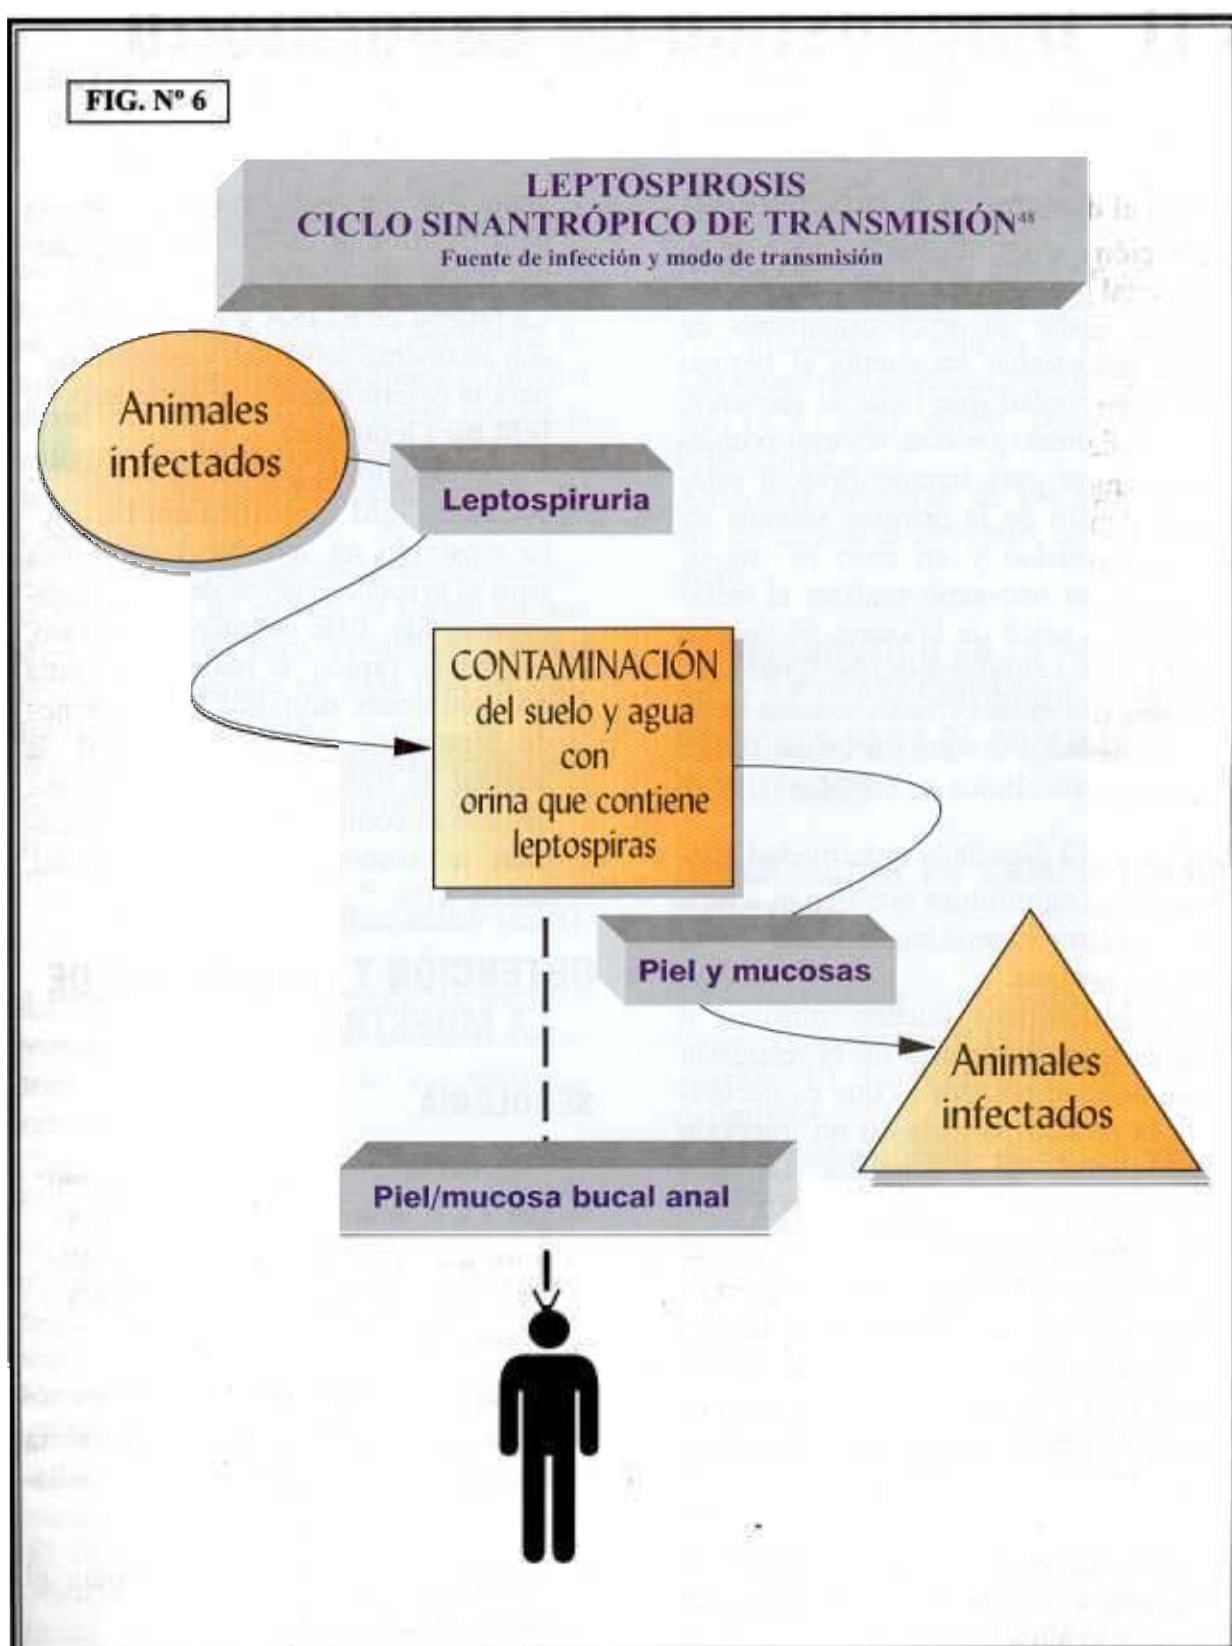 FIG. Nº 6
LEPTOSPIROSIS
CICLO SINANTRÓPICO DE TRANSMISIÓN⁴⁸
Fuente de infección y modo de transmisión
Animales
infectados
Leptospiruria
CONTAMINACIÓN
del suelo y agua
con
orina que contiene
leptospiras
Piel y mucosas
Animales
infectados
Piel/mucosa bucal anal